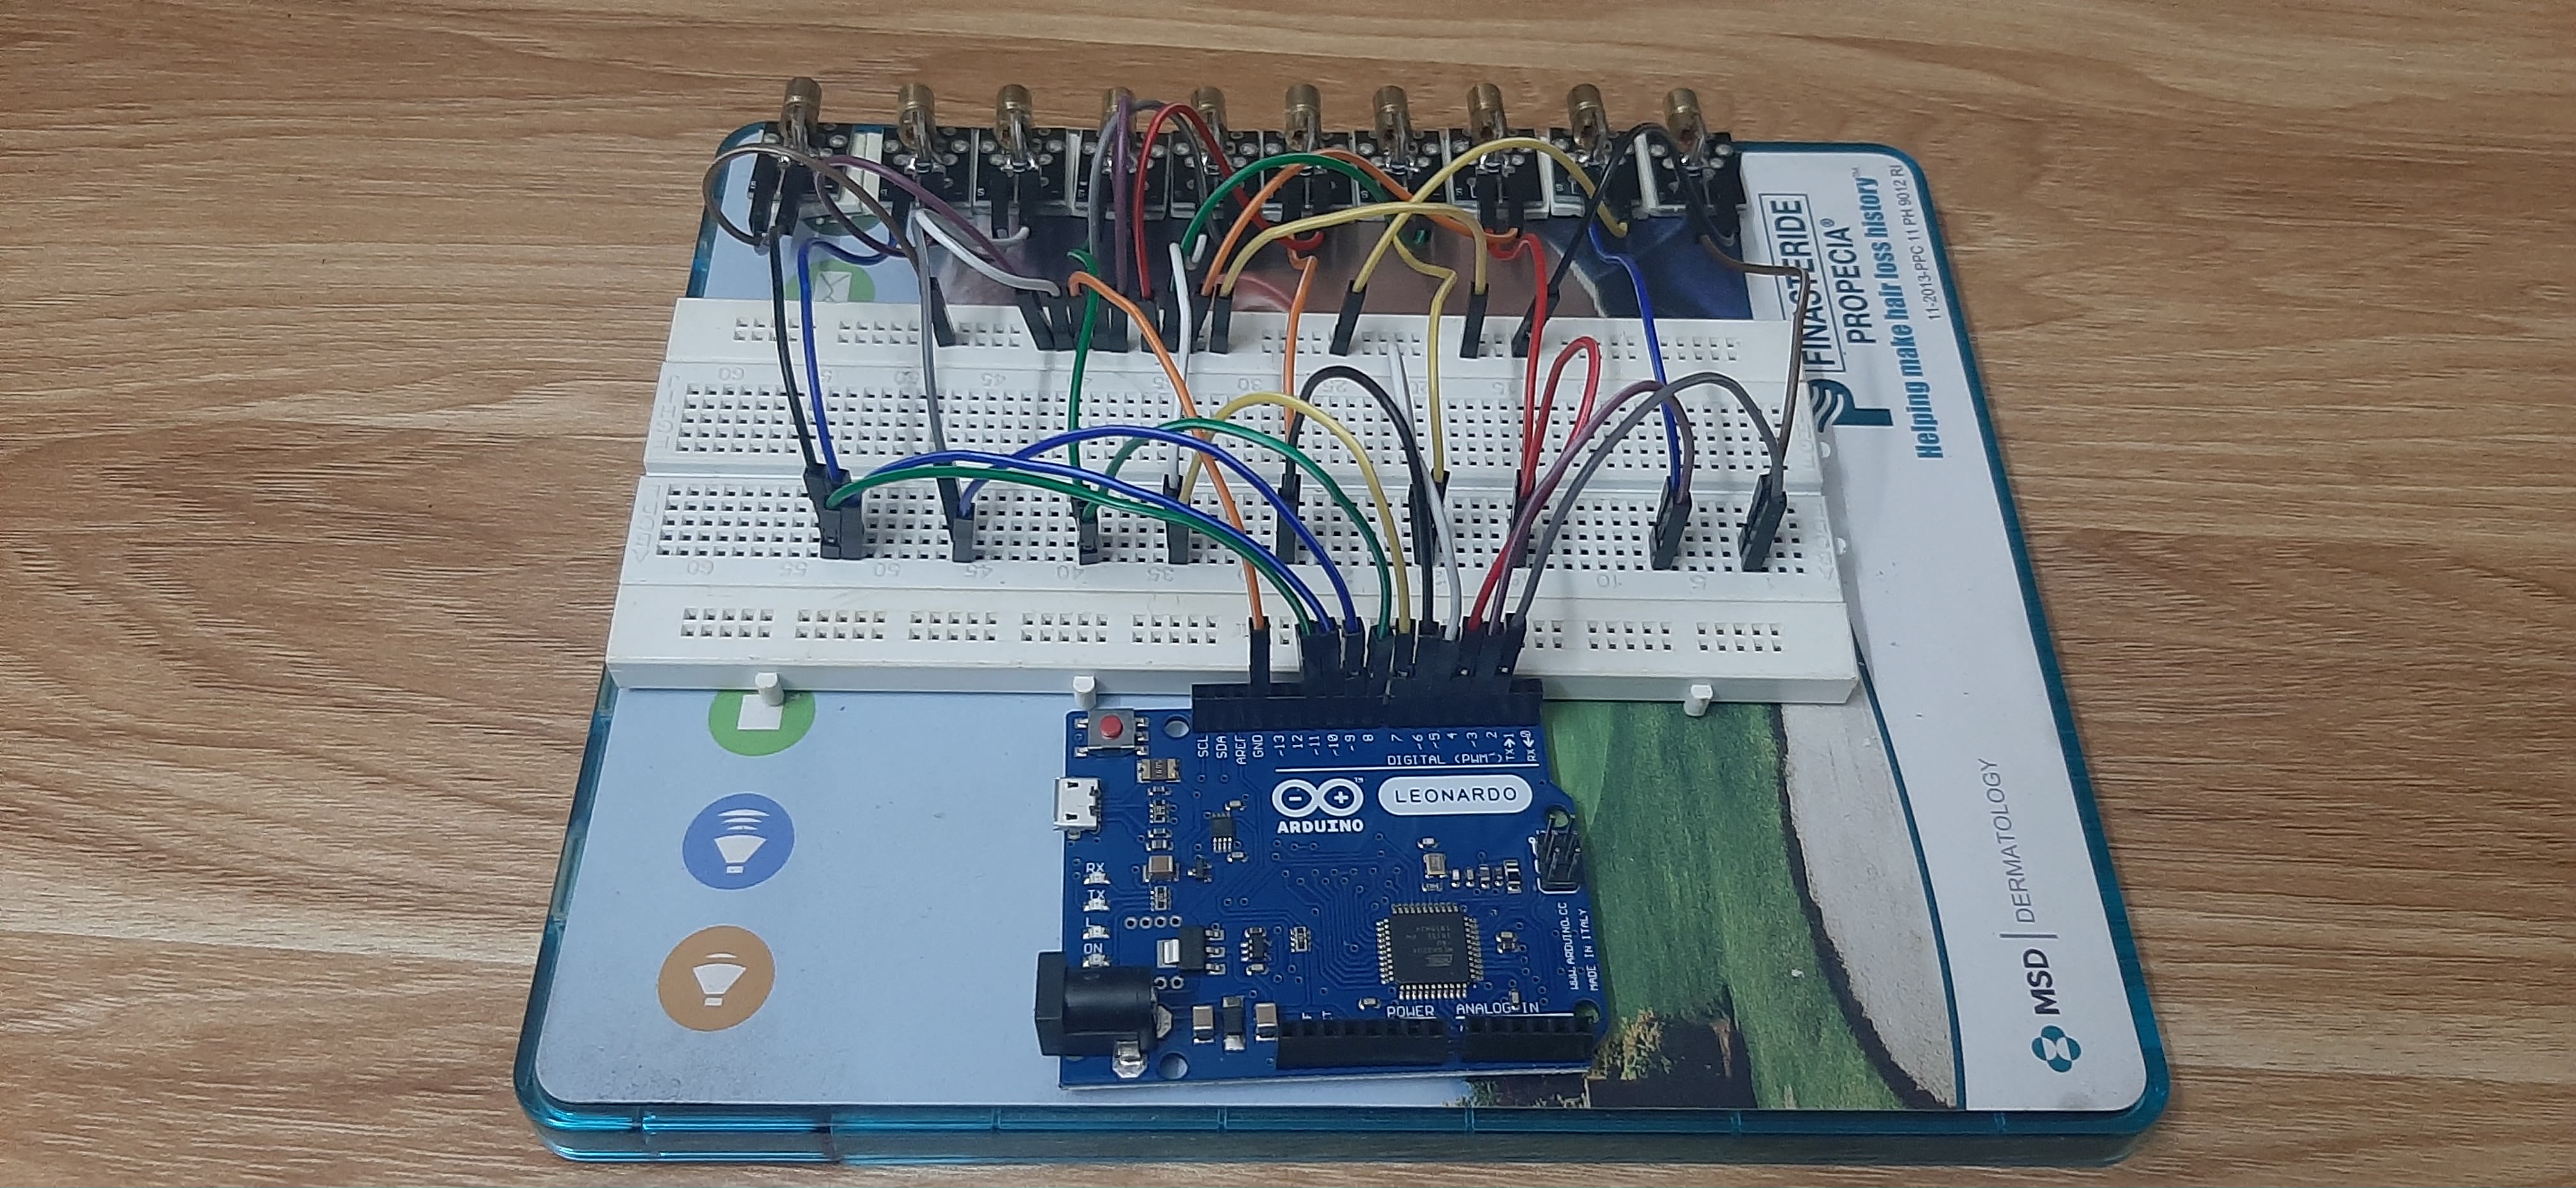 FINASTERIDE
PROPECIA®
Helping make hair loss history™
11-2013-PPC 11 PH 9012 RI
60
45
30
25
15
60
55
50
45
40
35
10
5
1
SCL
SDA
AREF
GND
~13
12
~11
~10
~9
8
7
~6
~5
4
~3
2
TX→1
RX←0
DIGITAL (PWM~)
ARDUINO
LEONARDO
RX
TX
L
ON
POWER
ANALOG IN
WWW.ARDUINO.CC
MADE IN ITALY
MSD
DERMATOLOGY